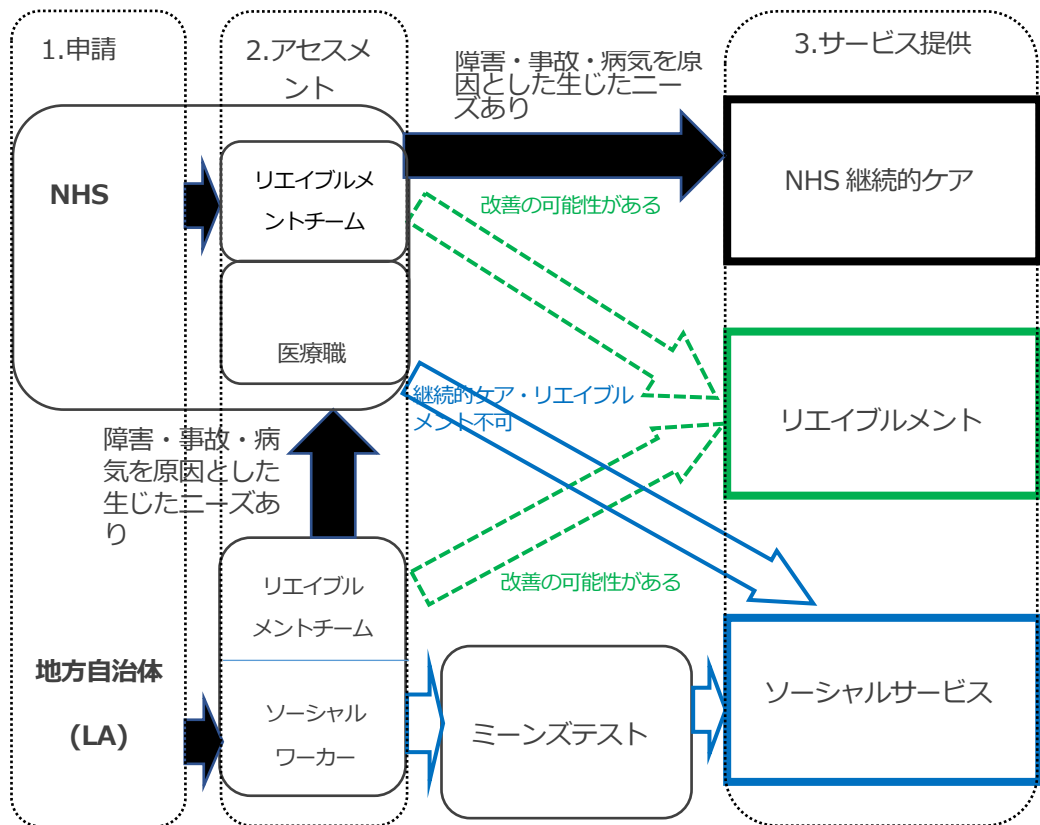 1.申請
2.アセスメ
ント
3.サービス提供
障害・事故・病気を原
因とした生じたニー
ズあり
NHS
リエイブルメ
ントチーム
医療職
NHS 継続的ケア
改善の可能性がある
継続的ケア・リエイブル
メント不可
リエイブルメント
障害・事故・病
気を原因とした
生じたニーズあ
り
改善の可能性がある
リエイブル
メントチーム
地方自治体
(LA)
ソーシャル
ワーカー
ミーンズテスト
ソーシャルサービス